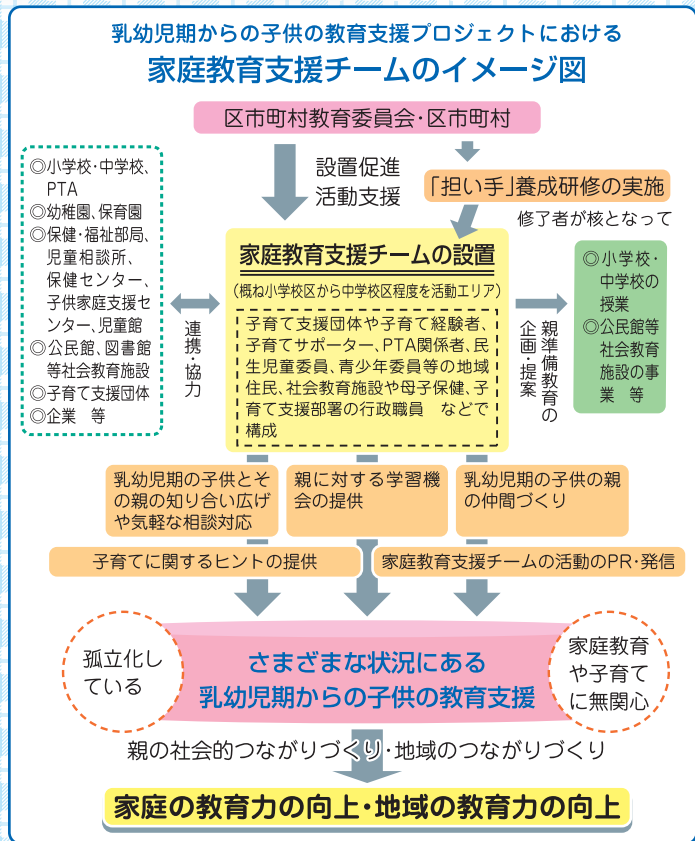 乳幼児期からの子供の教育支援プロジェクトにおける
家庭教育支援チームのイメージ図
区市町村教育委員会・区市町村
設置促進
活動支援
「担い手」養成研修の実施
修了者が核となって
◎小学校・中学校、
PTA
◎幼稚園、保育園
◎保健・福祉部局、
児童相談所、
保健センター、
子供家庭支援セ
ンター、児童館
◎公民館、図書館
等社会教育施設
◎子育て支援団体
◎企業　等
連携・協力
家庭教育支援チームの設置
（概ね小学校区から中学校区程度を活動エリア）
子育て支援団体や子育て経験者、
子育てサポーター、PTA関係者、民
生児童委員、青少年委員等の地域
住民、社会教育施設や母子保健、子
育て支援部署の行政職員　などで
構成
親準備教育の
企画・提案
◎小学校・
中学校の
授業
◎公民館等
社会教育
施設の事
業　等
乳幼児期の子供とそ
の親の知り合い広げ
や気軽な相談対応
親に対する学習機
会の提供
乳幼児期の子供の親
の仲間づくり
子育てに関するヒントの提供
家庭教育支援チームの活動のPR・発信
孤立化し
ている
さまざまな状況にある
乳幼児期からの子供の教育支援
家庭教育
や子育て
に無関心
親の社会的つながりづくり・地域のつながりづくり
家庭の教育力の向上・地域の教育力の向上